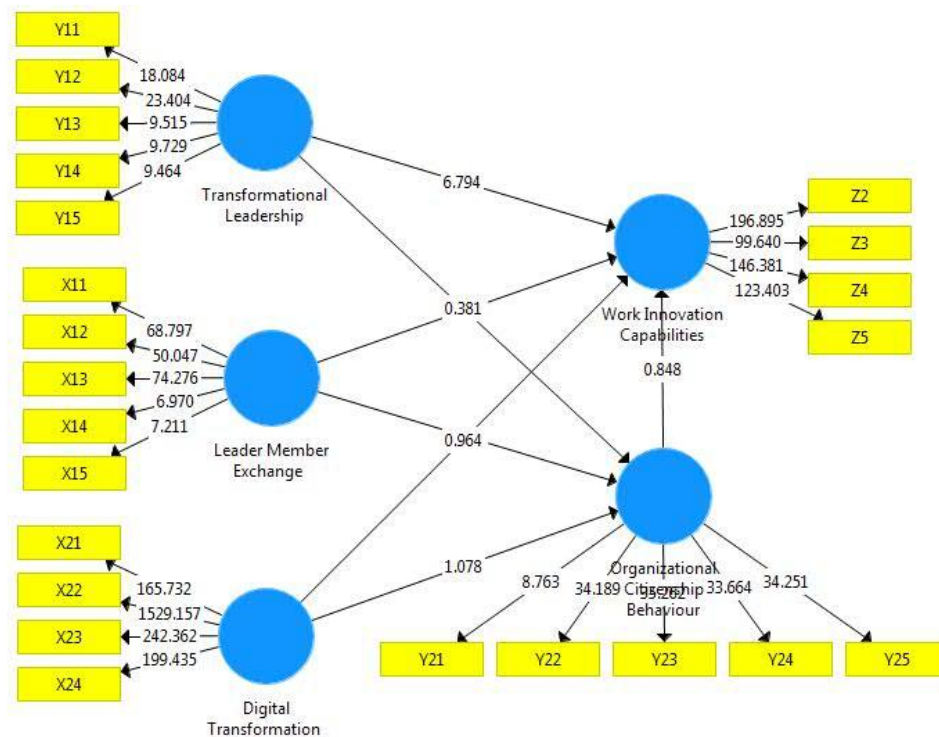 Y11
Y12
Y13
Y14
Y15
18.084
23.404
9.515
9.729
9.464
Transformational
Leadership
6.794
X11
X12
X13
X14
X15
68.797
50.047
74.276
6.970
7.211
Leader Member
Exchange
0.381
0.964
Z2
Z3
Z4
Z5
196.895
99.640
146.381
123.403
Work Innovation
Capabilities
0.848
X21
X22
X23
X24
165.732
1529.157
242.362
199.435
Digital
Transformation
1.078
Organizational
Citizenship
Behaviour
8.763
34.189
33.664
34.251
Y21
Y22
Y23
Y24
Y25